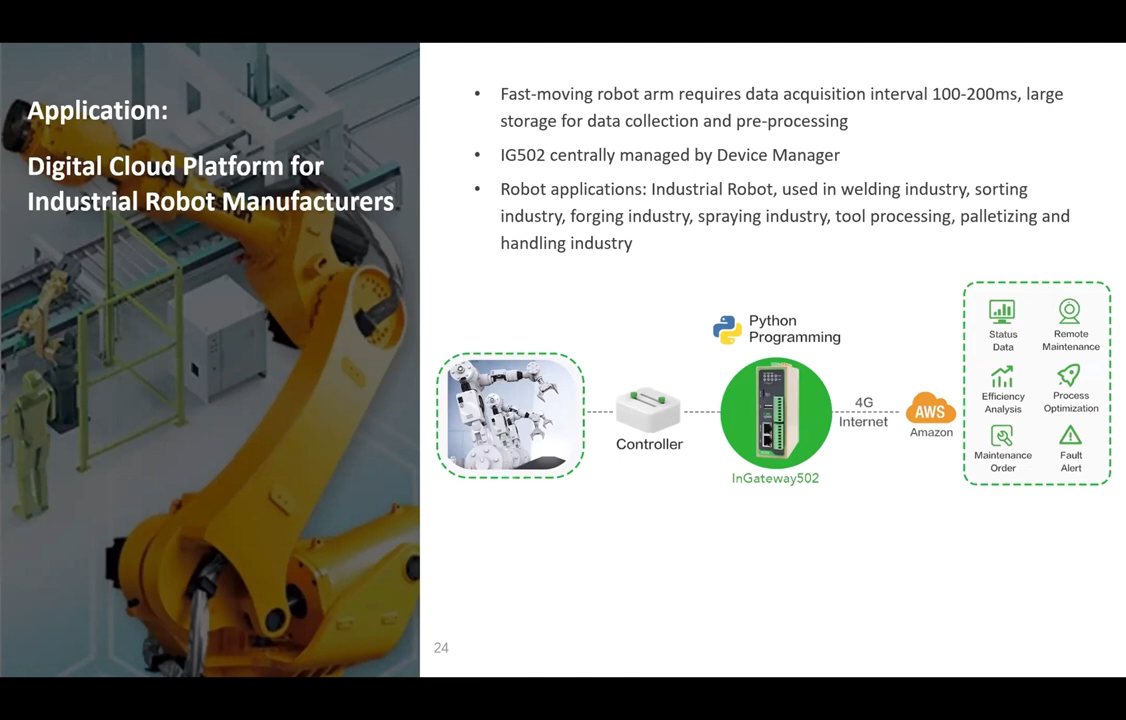 Application:
Digital Cloud Platform for
Industrial Robot Manufacturers
• Fast-moving robot arm requires data acquisition interval 100-200ms, large
storage for data collection and pre-processing
• IG502 centrally managed by Device Manager
• Robot applications: Industrial Robot, used in welding industry, sorting
industry, forging industry, spraying industry, tool processing, palletizing and
handling industry
Python
Programming
Controller
InGateway502
4G
Internet
AWS
Amazon
Status
Data
Remote
Maintenance
Efficiency
Analysis
Process
Optimization
Maintenance
Order
Fault
Alert
24